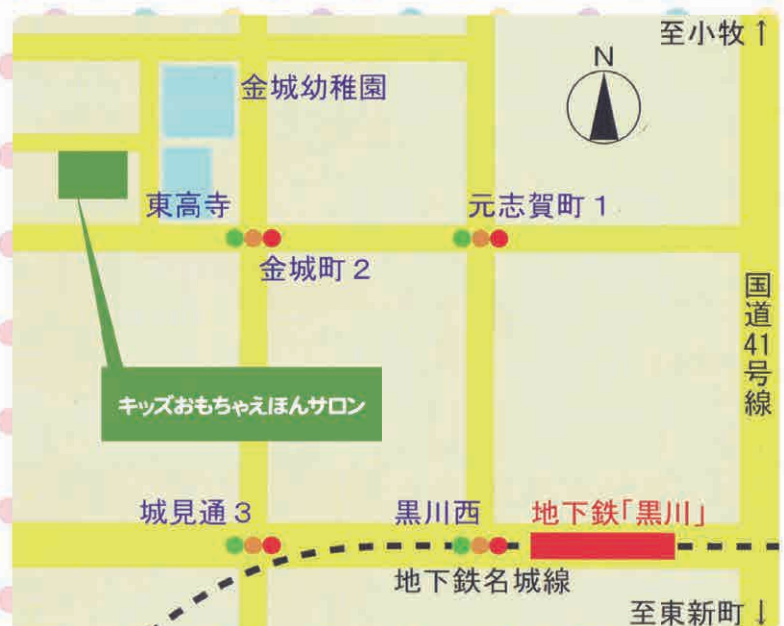 至小牧↑
N
金城幼稚園
東高寺
元志賀町1
金城町2
国道41号線
キッズおもちゃえほんサロン
城見通3
黒川西
地下鉄「黒川」
地下鉄名城線
至東新町↓